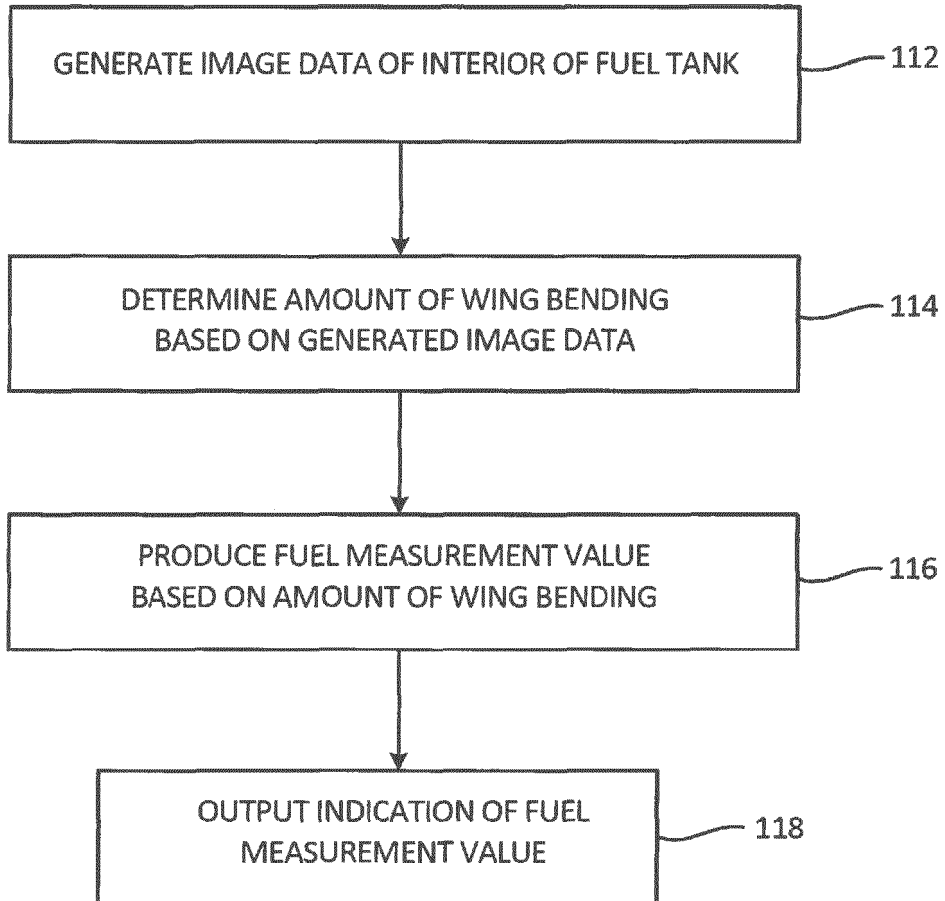 GENERATE IMAGE DATA OF INTERIOR OF FUEL TANK
112
DETERMINE AMOUNT OF WING BENDING
BASED ON GENERATED IMAGE DATA
114
PRODUCE FUEL MEASUREMENT VALUE
BASED ON AMOUNT OF WING BENDING
116
OUTPUT INDICATION OF FUEL
MEASUREMENT VALUE
118